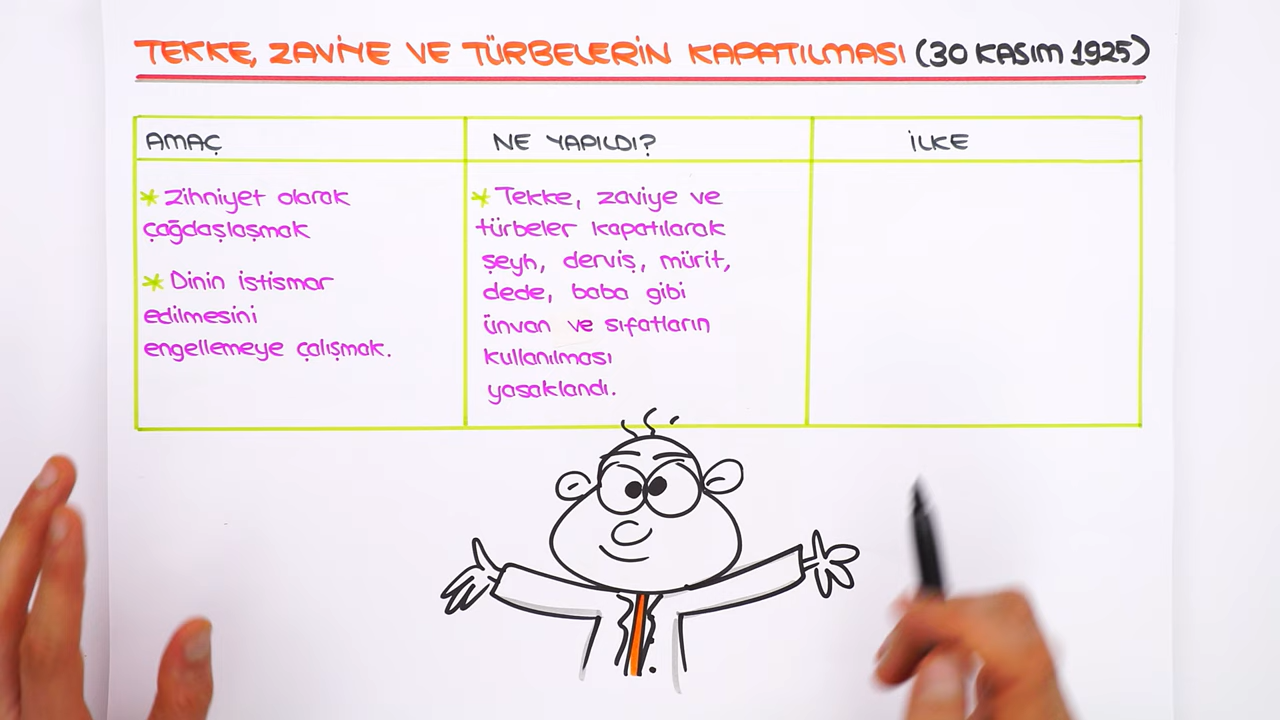 TEKKE, ZAVİYE VE TÜRBELERİN KAPATILMASI (30 KASIM 1925)
AMAÇ
* Zihniyet olarak
çağdaşlaşmak
* Dinin istismar
edilmesini
engellemeye çalışmak.
NE YAPILDI?
* Tekke, zaviye ve
türbeler kapatılarak
şeyh, derviş, mürit,
dede, baba gibi
ünvan ve sıfatların
kullanılması
yasaklandı.
İLKE